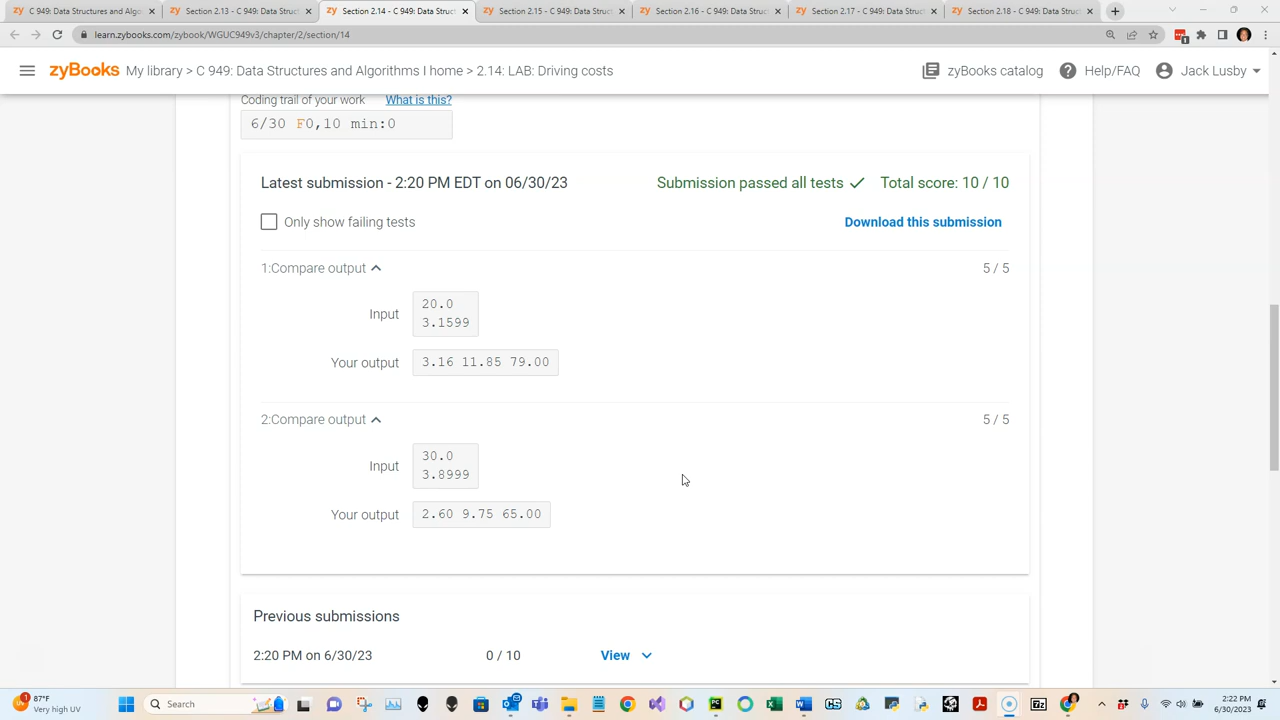 Section 2.14 - C 949: Data Structures and Al
Section 2.13 - C 949: Data Struct
Section 2.14 - C 949: Data Struct
Section 2.15 - C 949: Data Struct
Section 2.16 - C 949: Data Struct
Section 2.17 - C 949: Data Struct
Section 2.18 - C 949: Data Struct
learn.zybooks.com/zybook/WGUC949v3/chapter/2/section/14
zyBooks My library > C 949: Data Structures and Algorithms I home > 2.14: LAB: Driving costs
zyBooks catalog
Help/FAQ
Jack Lusby
Coding trail of your work What is this?
6/30 F0,10 min:0
Latest submission - 2:20 PM EDT on 06/30/23
Submission passed all tests
Total score: 10 / 10
Only show failing tests
Download this submission
1:Compare output
5 / 5
Input
20.0
3.1599
Your output
3.16 11.85 79.00
2:Compare output
5 / 5
Input
30.0
3.8999
Your output
2.60 9.75 65.00
Previous submissions
2:20 PM on 6/30/23
0 / 10
View
87°F
Very high UV
Search
2:22 PM
6/30/2023